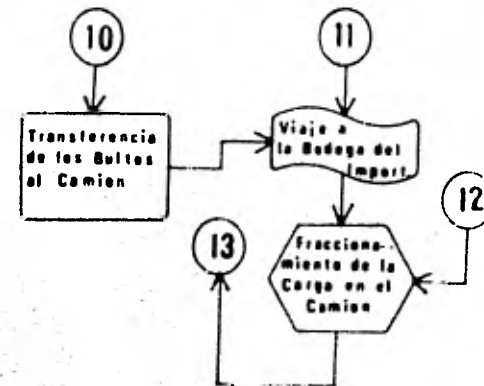 10
11
Transferencia
de los Bultos
al Camion
Viaje a
la Bodega del
Import
12
13
Fracciona--
miento de la
Carga en el
Camion